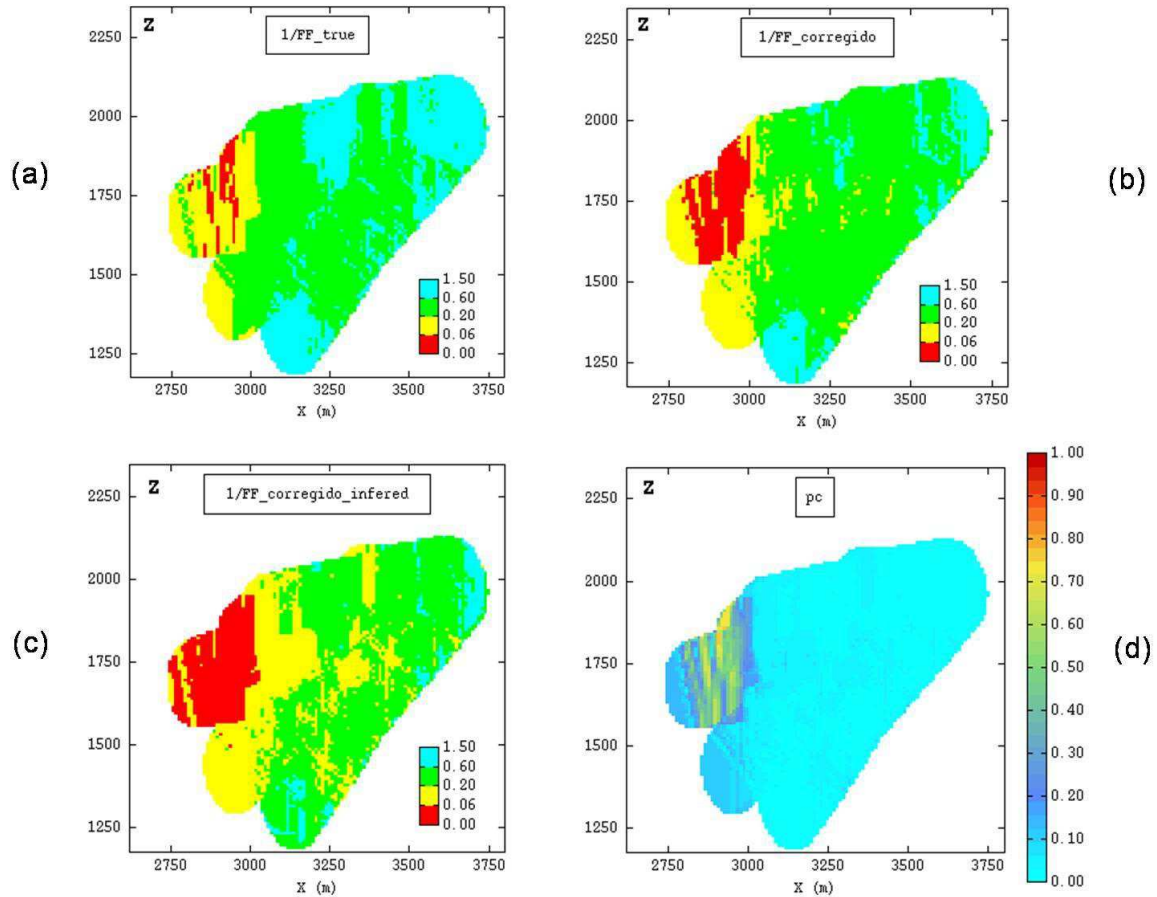 Z
1/FF_true
2250
2000
(a)
1750
1500
1250
1.50
0.60
0.20
0.06
0.00
2750 3000 3250 3500 3750
X (m)
Z
1/FF_corregido
2250
2000
1750
(b)
1500
1250
1.50
0.60
0.20
0.06
0.00
2750 3000 3250 3500 3750
X (m)
Z
1/FF_corregido_infered
2250
2000
(c)
1750
1500
1250
1.50
0.60
0.20
0.06
0.00
2750 3000 3250 3500 3750
X (m)
Z
pc
2250
2000
1750
1500
1250
2750 3000 3250 3500 3750
X (m)
1.00
0.90
0.80
0.70
0.60
0.50
0.40
0.30
0.20
0.10
0.00
(d)